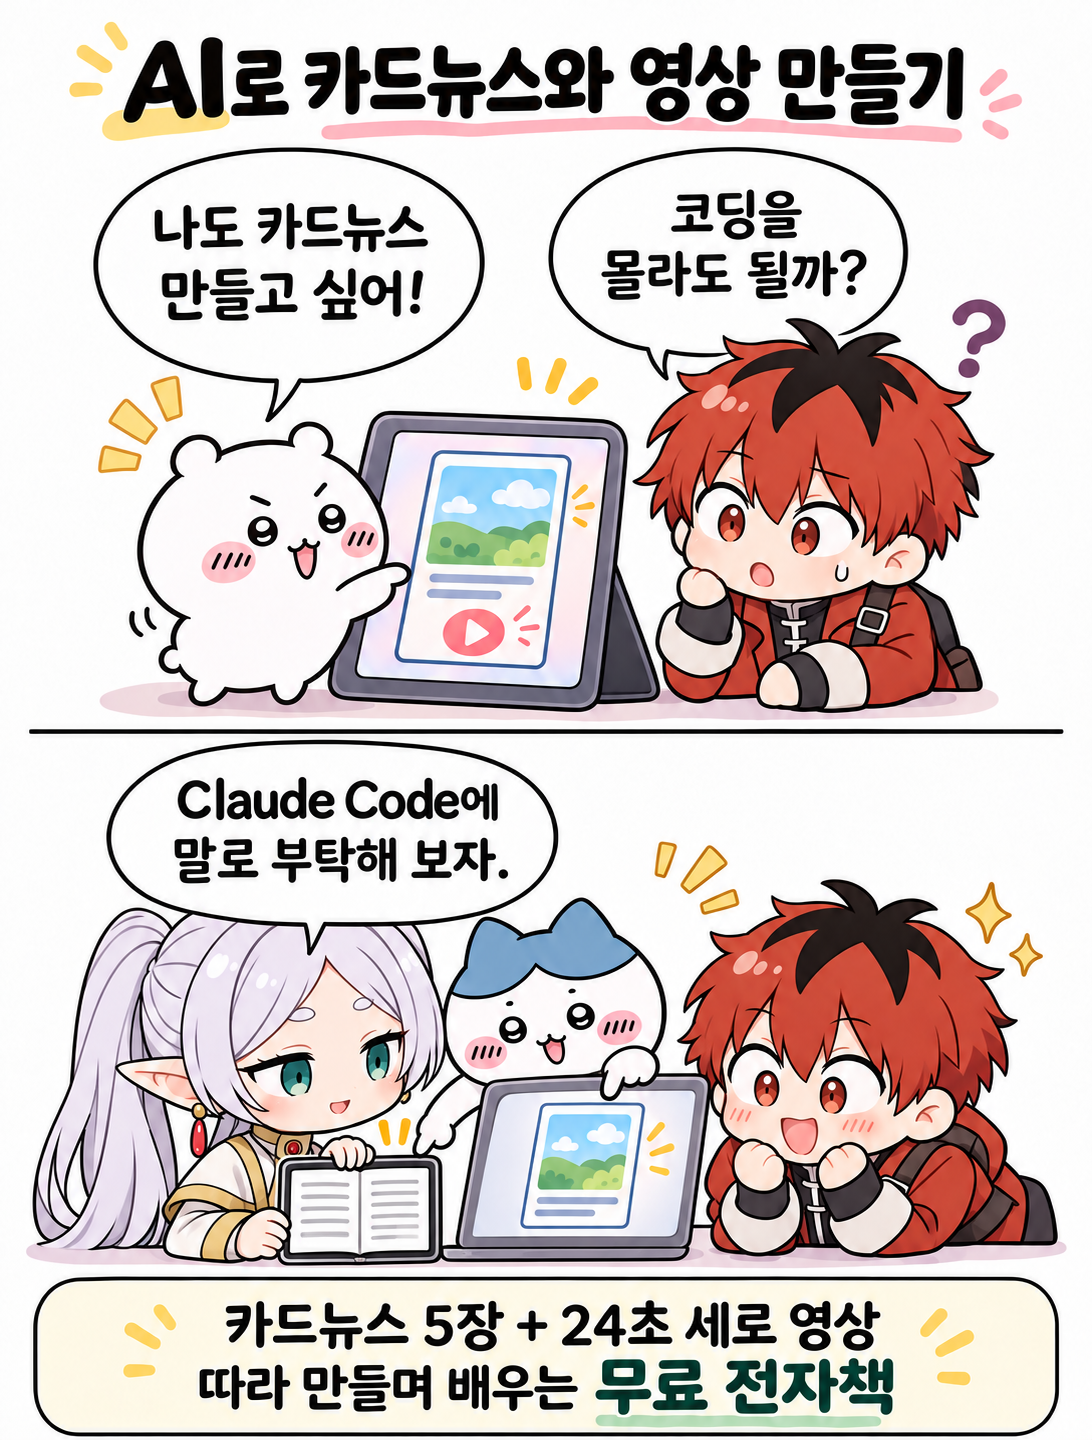 AI로 카드뉴스와 영상 만들기
나도 카드뉴스
만들고 싶어!
코딩을
몰라도 될까?
?
Claude Code에
말로 부탁해 보자.
카드뉴스 5장 + 24초 세로 영상
따라 만들며 배우는 무료 전자책